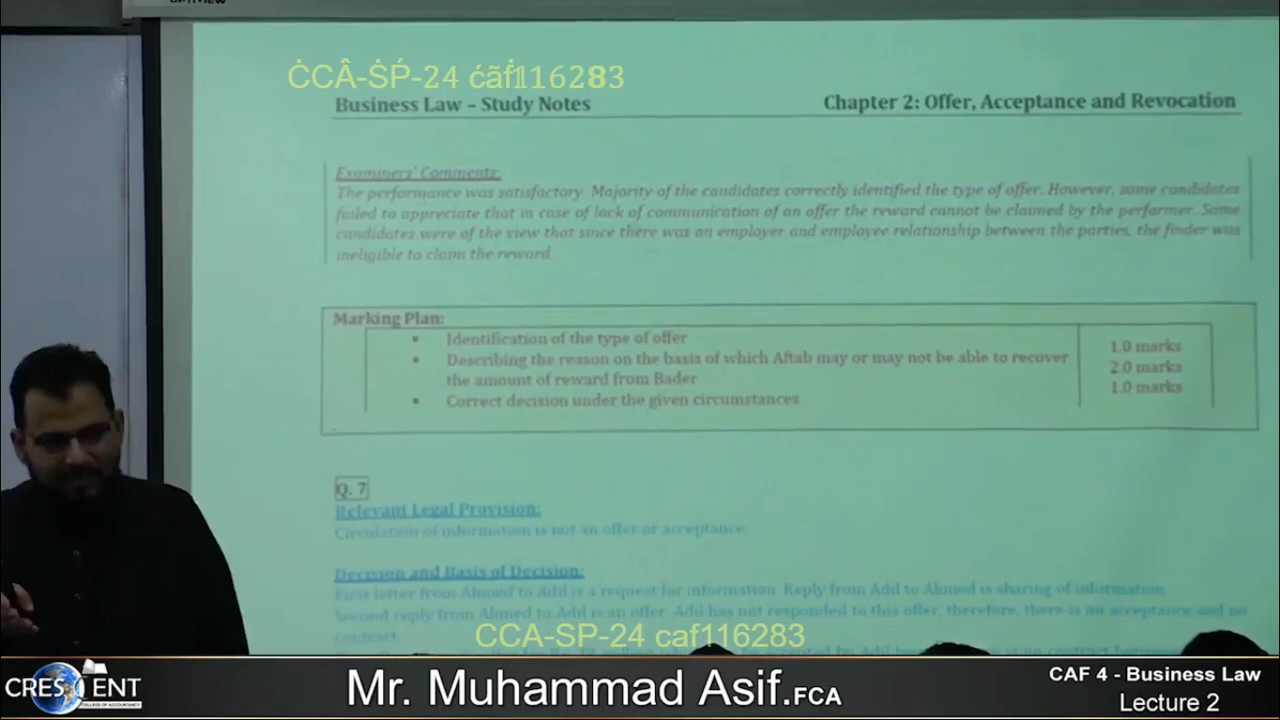 ĊCÂ-ṠṔ-24 ćãḟ116283
Business Law – Study Notes
Chapter 2: Offer, Acceptance and Revocation
Examiners' Comments:
The performance was satisfactory. Majority of the candidates correctly identified the type of offer. However, some candidates
failed to appreciate that in case of lack of communication of an offer the reward cannot be claimed by the performer. Some
candidates were of the view that since there was an employer and employee relationship between the parties, the finder was
ineligible to claim the reward.
Marking Plan:
▪ Identification of the type of offer 1.0 marks
▪ Describing the reason on the basis of which Aftab may or may not be able to recover 2.0 marks
the amount of reward from Bader
▪ Correct decision under the given circumstances 1.0 marks
Q. 7
Relevant Legal Provision:
Circulation of information is not an offer or acceptance.
Decision and Basis of Decision:
First letter from Ahmed to Adil is a request for information. Reply from Adil to Ahmed is sharing of information.
Second reply from Ahmed to Adil is an offer. Adil has not responded to this offer, therefore, there is no acceptance and no
contract.
CCA-SP-24 caf116283
CRESCENT
COLLEGE OF ACCOUNTANCY
Mr. Muhammad Asif.FCA
CAF 4 - Business Law
Lecture 2